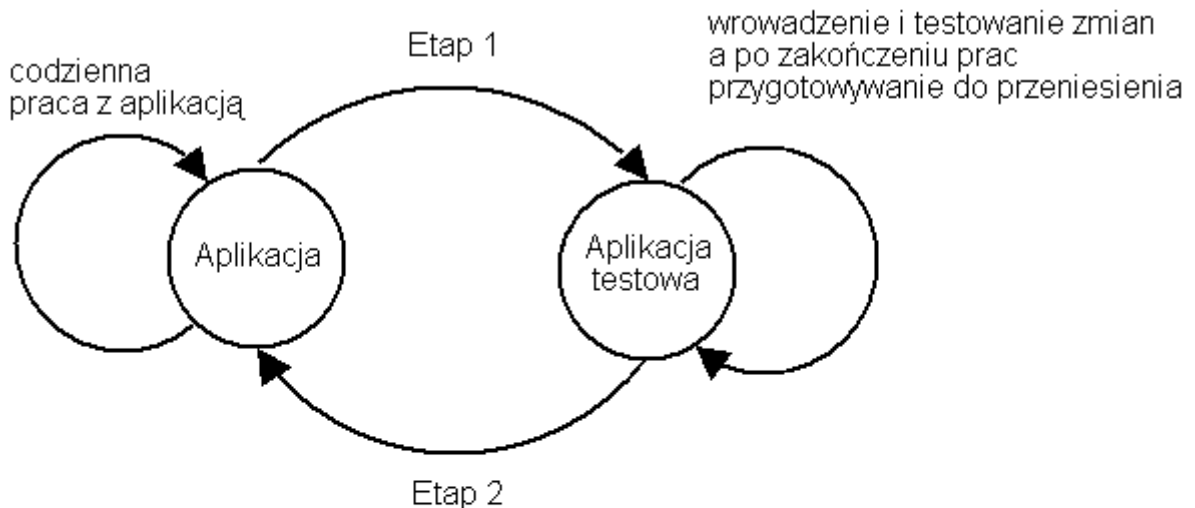 Etap 1
wrowadzenie i testowanie zmian
a po zakończeniu prac
przygotowywanie do przeniesienia
codzienna
praca z aplikacją
Aplikacja
Aplikacja
testowa
Etap 2